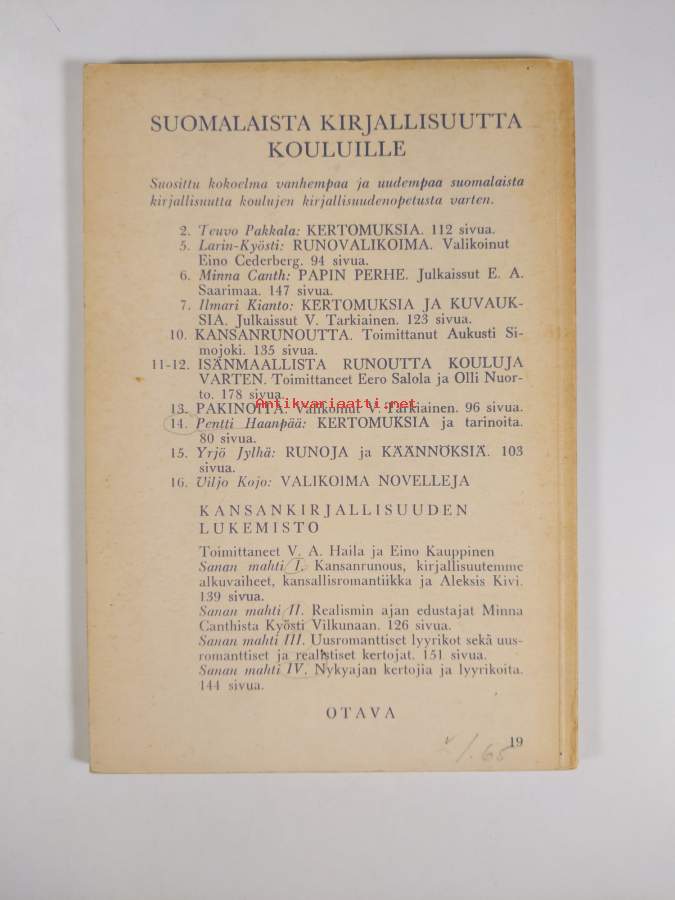 SUOMALAISTA KIRJALLISUUTTA
KOULUILLE
Suosittu kokoelma vanhempaa ja uudempaa suomalaista
kirjallisuutta koulujen kirjallisuudenopetusta varten.
2. Teuvo Pakkala: KERTOMUKSIA. 112 sivua.
5. Larin-Kyösti: RUNOVALIKOIMA. Valikoinut
Eino Cederberg. 94 sivua.
6. Minna Canth: PAPIN PERHE. Julkaissut E. A.
Saarimaa. 147 sivua.
7. Ilmari Kianto: KERTOMUKSIA JA KUVAUK-
SIA. Julkaissut V. Tarkiainen. 123 sivua.
10. KANSANRUNOUTTA. Toimittanut Aukusti Si-
mojoki. 135 sivua.
11-12. ISÄNMAALLISTA RUNOUTTA KOULUJA
VARTEN. Toimittaneet Eero Salola ja Olli Nuor-
to. 178 sivua.
Antikvariaatti.net
13. PAKINOITA. Valikoinut V. Tarkiainen. 96 sivua.
14. Pentti Haanpää: KERTOMUKSIA ja tarinoita.
80 sivua.
15. Yrjö Jylhä: RUNOJA ja KÄÄNNÖKSIÄ. 103
sivua.
16. Viljo Kojo: VALIKOIMA NOVELLEJA
KANSANKIRJALLISUUDEN
LUKEMISTO
Toimittaneet V. A. Haila ja Eino Kauppinen
Sanan mahti I. Kansanrunous, kirjallisuutemme
alkuvaiheet, kansallisromantiikka ja Aleksis Kivi.
139 sivua.
Sanan mahti II. Realismin ajan edustajat Minna
Canthista Kyösti Vilkunaan. 126 sivua.
Sanan mahti III. Uusromanttiset lyyrikot sekä uus-
romanttiset ja realistiset kertojat. 151 sivua.
Sanan mahti IV. Nykyajan kertojia ja lyyrikoita.
144 sivua.
OTAVA
19